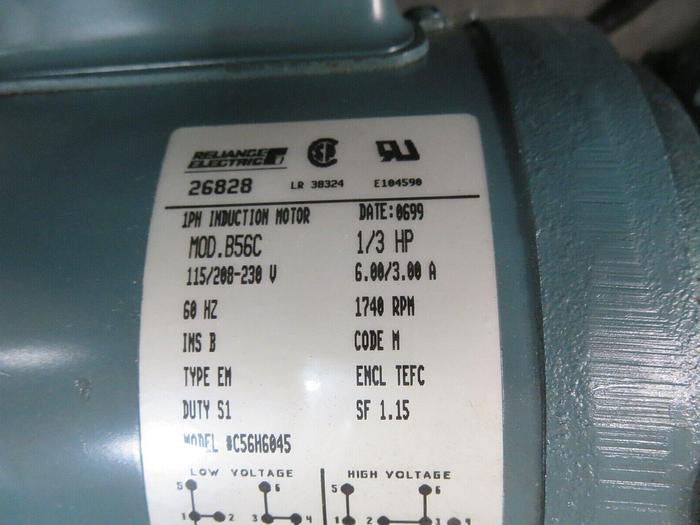 RELIANCE
ELECTRIC
26828 LR 38324 E104590
1PH INDUCTION MOTOR DATE:0699
MOD.B56C 1/3 HP
115/208-230 V 6.00/3.00 A
60 HZ 1740 RPM
INS B CODE M
TYPE EM ENCL TEFC
DUTY S1 SF 1.15
MODEL #C56H6045
LOW VOLTAGE HIGH VOLTAGE
5 6 5 6
1 2 3 4 1 2 3 4